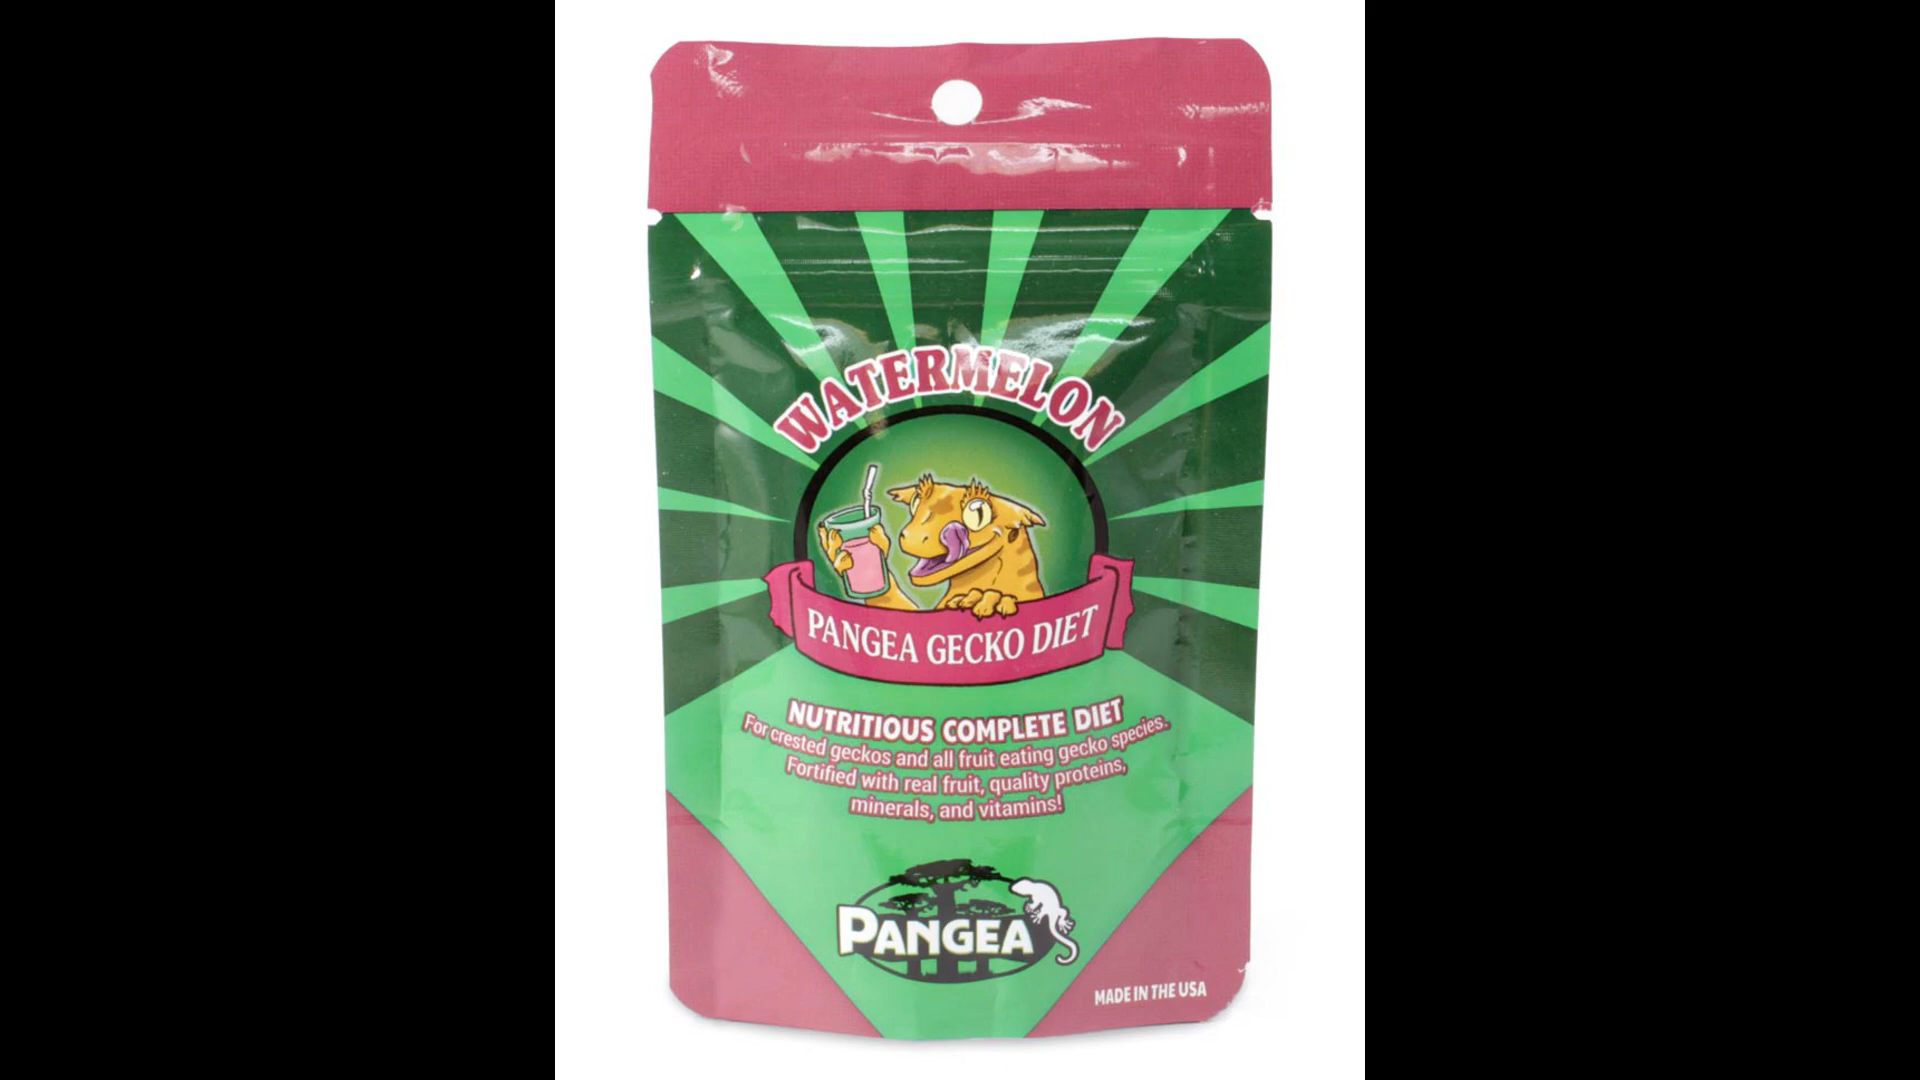 WATERMELON
PANGEA GECKO DIET
NUTRITIOUS COMPLETE DIET
For crested geckos and all fruit eating gecko species.
Fortified with real fruit, quality proteins,
minerals, and vitamins!
PANGEA
MADE IN THE USA